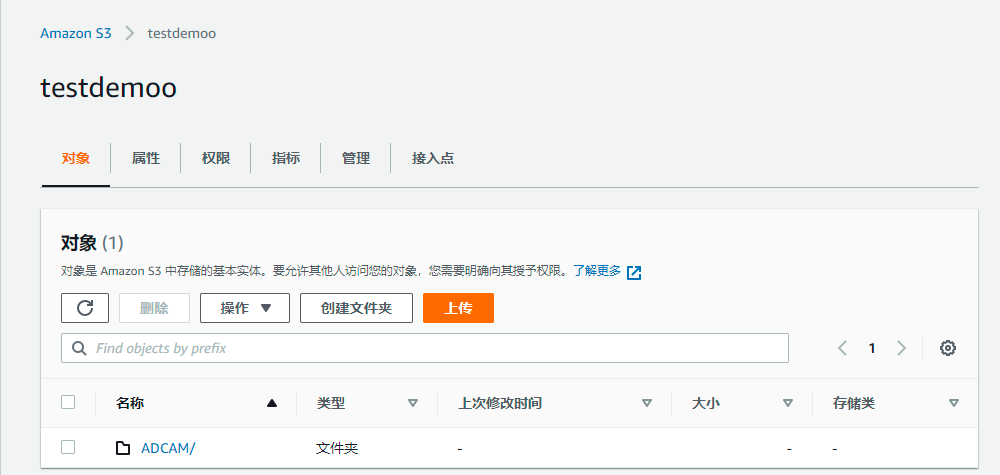 Amazon S3 > testdemoo
testdemoo
对象 属性 权限 指标 管理 接入点
对象 (1)
对象是 Amazon S3 中存储的基本实体。要允许其他人访问您的对象，您需要明确向其授予权限。了解更多
删除 操作 创建文件夹 上传
Find objects by prefix 1
名称 类型 上次修改时间 大小 存储类
ADCAM/ 文件夹 - - -